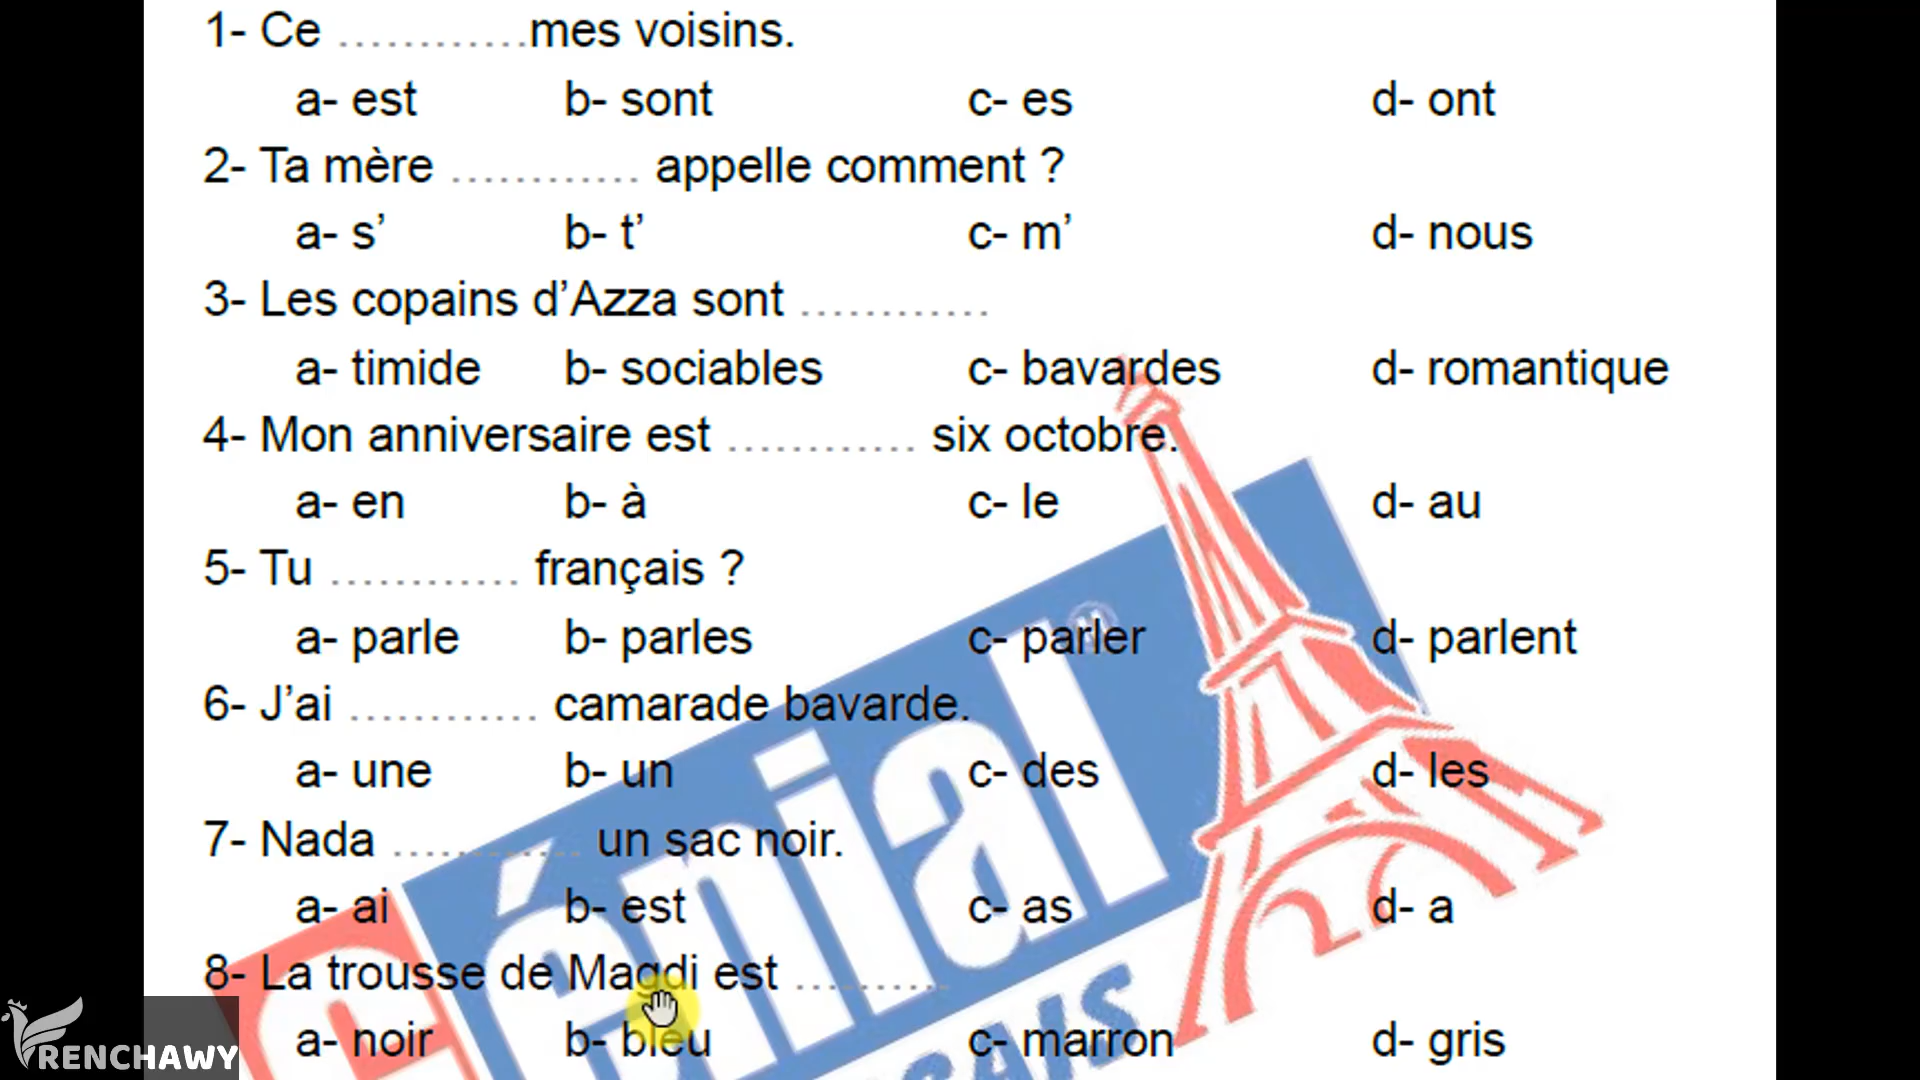 1- Ce ............mes voisins.
a- est b- sont c- es d- ont
2- Ta mère ............ appelle comment ?
a- s’ b- t’ c- m’ d- nous
3- Les copains d’Azza sont ............
a- timide b- sociables c- bavardes d- romantique
4- Mon anniversaire est ............ six octobre.
a- en b- à c- le d- au
5- Tu ............ français ?
a- parle b- parles c- parler d- parlent
6- J’ai ............ camarade bavarde.
a- une b- un c- des d- les
7- Nada ............ un sac noir.
a- ai b- est c- as d- a
8- La trousse de Magdi est ..........
a- noir b- bleu c- marron d- gris
Génial
®
RENCHAWY